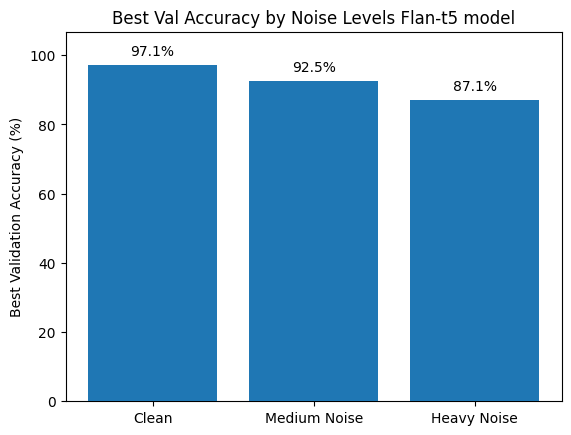 Best Val Accuracy by Noise Levels Flan-t5 model
Best Validation Accuracy (%)
100
80
60
40
20
0
97.1%
92.5%
87.1%
Clean
Medium Noise
Heavy Noise